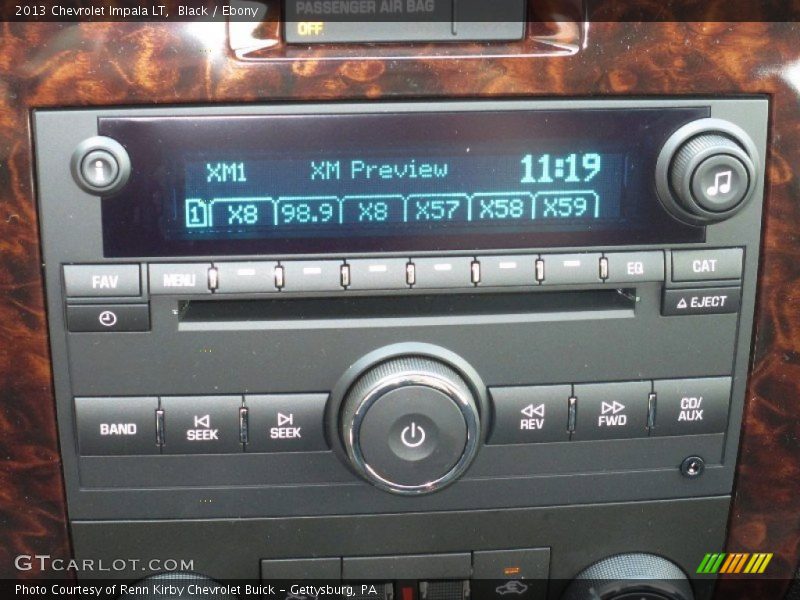 2013 Chevrolet Impala LT, Black / Ebony
PASSENGER AIR BAG
OFF
XM1 XM Preview 11:19
1 X8 98.9 X8 X57 X58 X59
FAV MENU EQ CAT
EJECT
BAND SEEK SEEK REV FWD CD/
AUX
GTCARLOT.COM
Photo Courtesy of Renn Kirby Chevrolet Buick - Gettysburg, PA